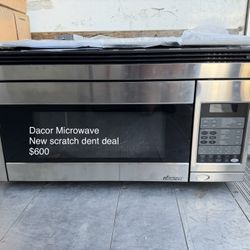 Dacor Microwave
New scratch dent deal
$600